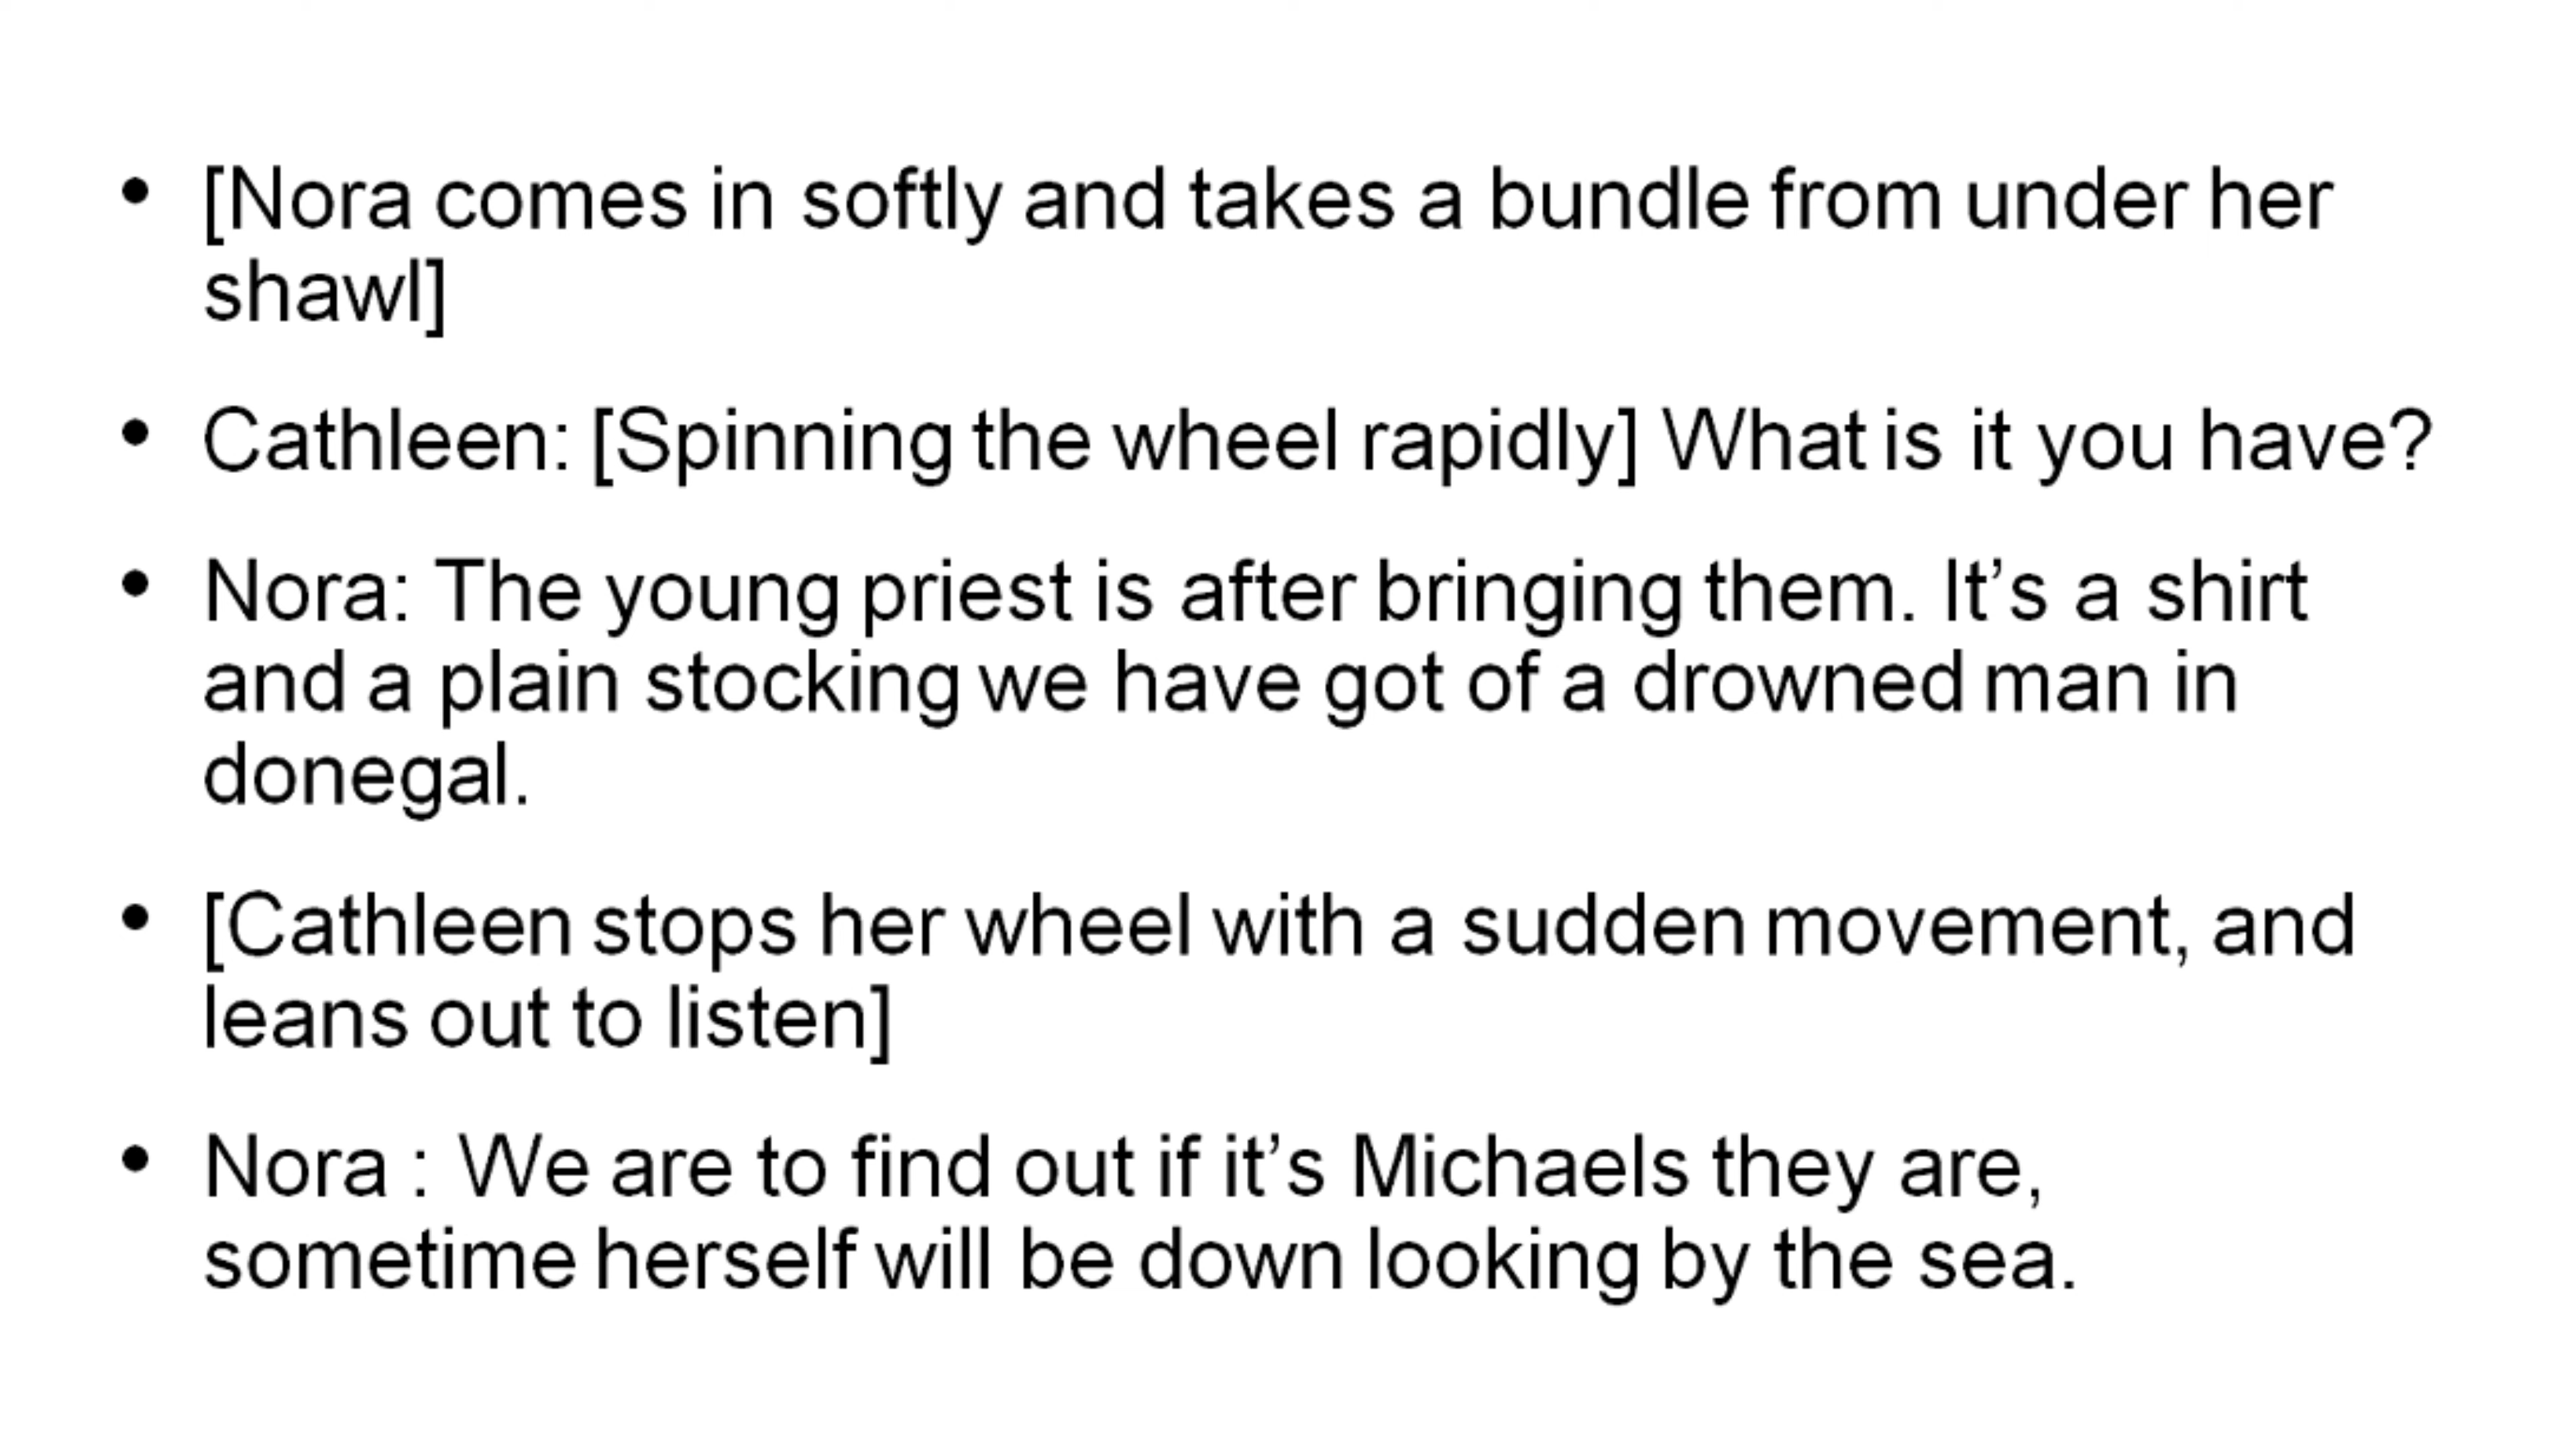 • [Nora comes in softly and takes a bundle from under her
shawl]
• Cathleen: [Spinning the wheel rapidly] What is it you have?
• Nora: The young priest is after bringing them. It’s a shirt
and a plain stocking we have got of a drowned man in
donegal.
• [Cathleen stops her wheel with a sudden movement, and
leans out to listen]
• Nora : We are to find out if it’s Michaels they are,
sometime herself will be down looking by the sea.